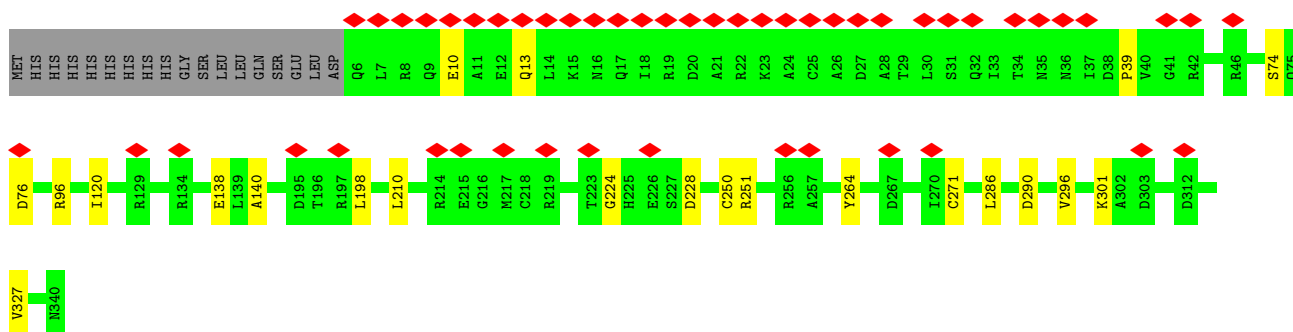 MET HIS HIS HIS HIS HIS HIS HIS HIS GLY SER LEU LEU GLN SER GLU LEU ASP Q6 L7 R8 Q9 E10 A11 E12 Q13 L14 K15 N16 Q17 I18 R19 D20 A21 R22 K23 A24 C25 A26 D27 A28 T29 L30 S31 Q32 I33 T34 N35 N36 I37 D38 P39 V40 G41 R42 R46 S74 Q75
D76 R96 I120 R129 R134 E138 L139 A140 D195 T196 R197 L198 L210 R214 E215 G216 M217 C218 R219 T223 G224 H225 E226 S227 D228 C250 R251 R256 A257 Y264 D267 I270 C271 L286 D290 V296 K301 A302 D303 D312
V327 N340